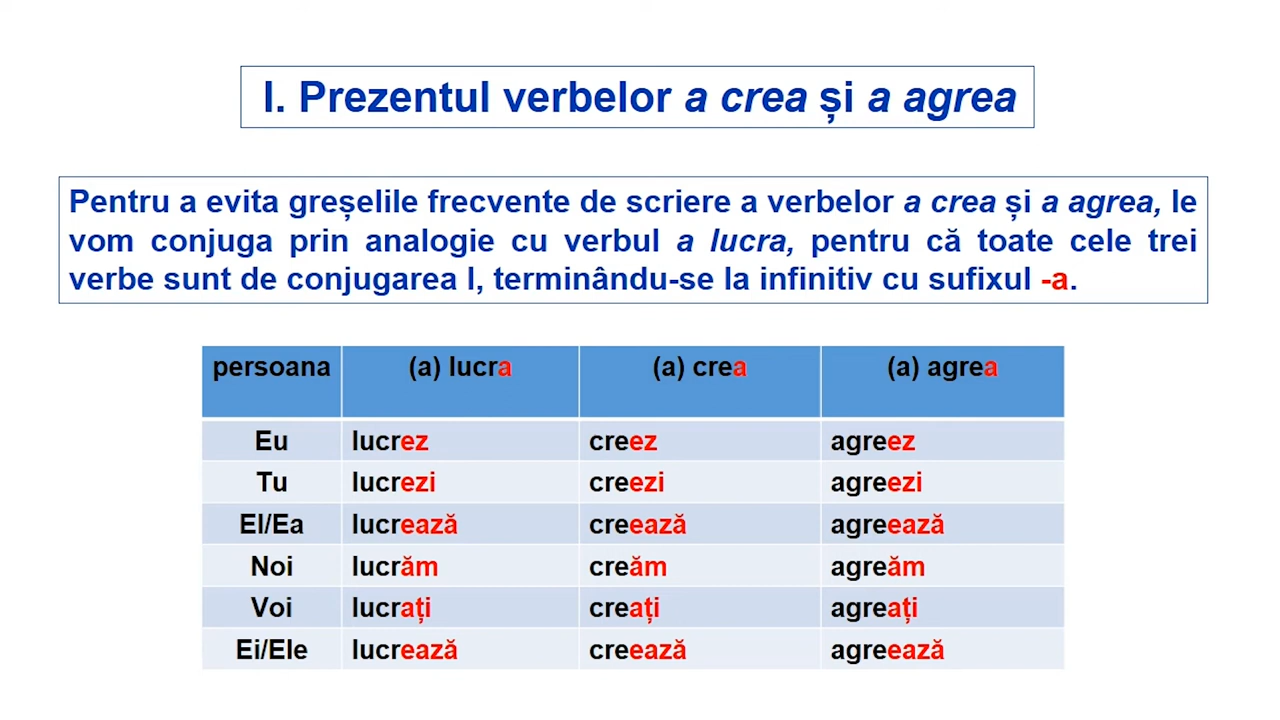 I. Prezentul verbelor a crea și a agrea
Pentru a evita greșelile frecvente de scriere a verbelor a crea și a agrea, le
vom conjuga prin analogie cu verbul a lucra, pentru că toate cele trei
verbe sunt de conjugarea I, terminându-se la infinitiv cu sufixul -a.
persoana (a) lucra (a) crea (a) agrea
Eu lucrez creez agreez
Tu lucrezi creezi agreezi
El/Ea lucrează creează agreează
Noi lucrăm creăm agreăm
Voi lucrați creați agreați
Ei/Ele lucrează creează agreează